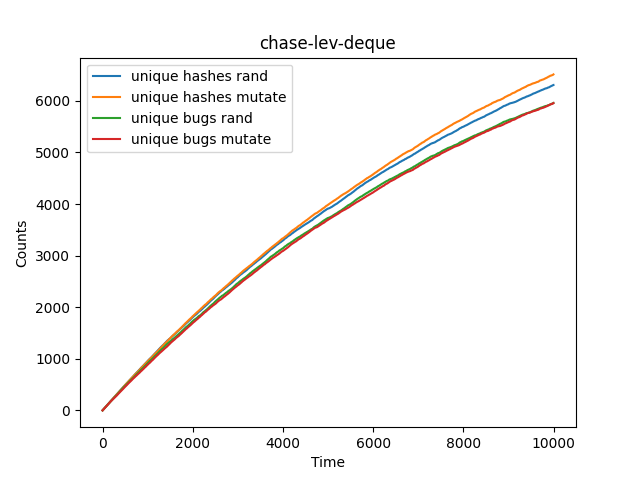 chase-lev-deque
unique hashes rand
unique hashes mutate
unique bugs rand
unique bugs mutate
Counts
6000
5000
4000
3000
2000
1000
0
0 2000 4000 6000 8000 10000
Time